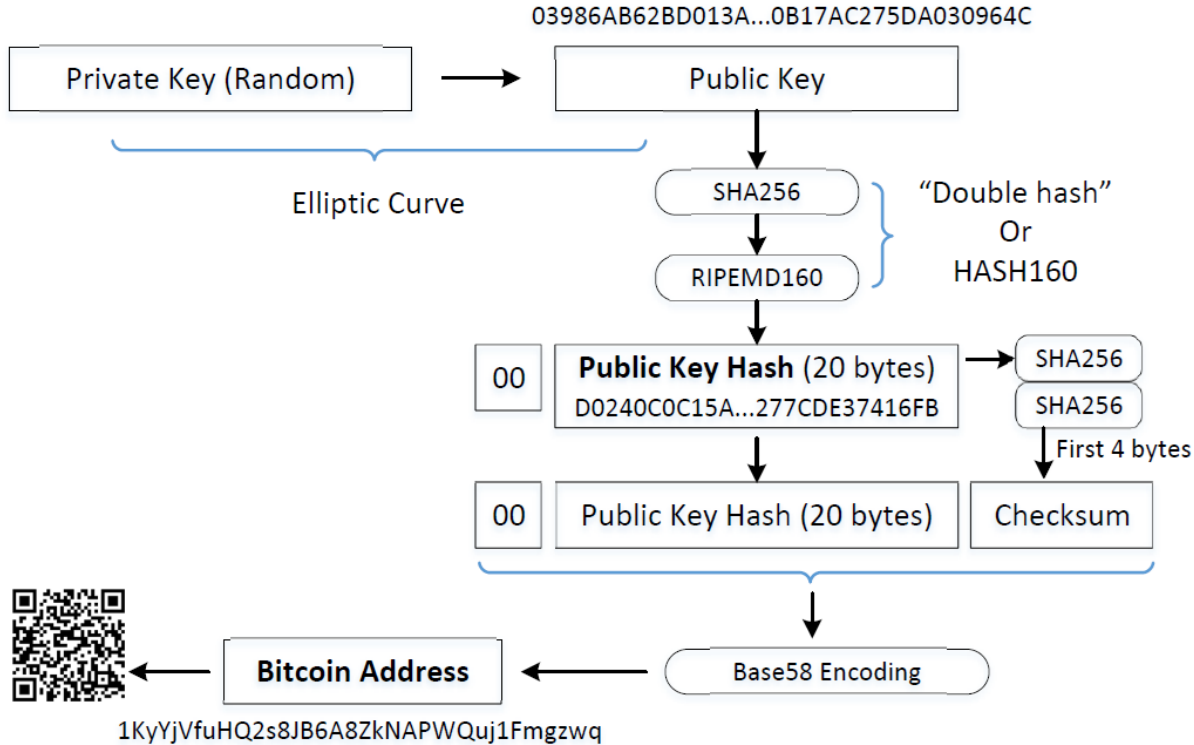 03986AB62BD013A...0B17AC275DA030964C
Private Key (Random)
Public Key
Elliptic Curve
SHA256
RIPEMD160
“Double hash”
Or
HASH160
00
Public Key Hash (20 bytes)
D0240C0C15A...277CDE37416FB
SHA256
SHA256
First 4 bytes
00
Public Key Hash (20 bytes)
Checksum
Base58 Encoding
Bitcoin Address
1KyYjVfuHQ2s8JB6A8ZkNAPWQuj1Fmgzwq